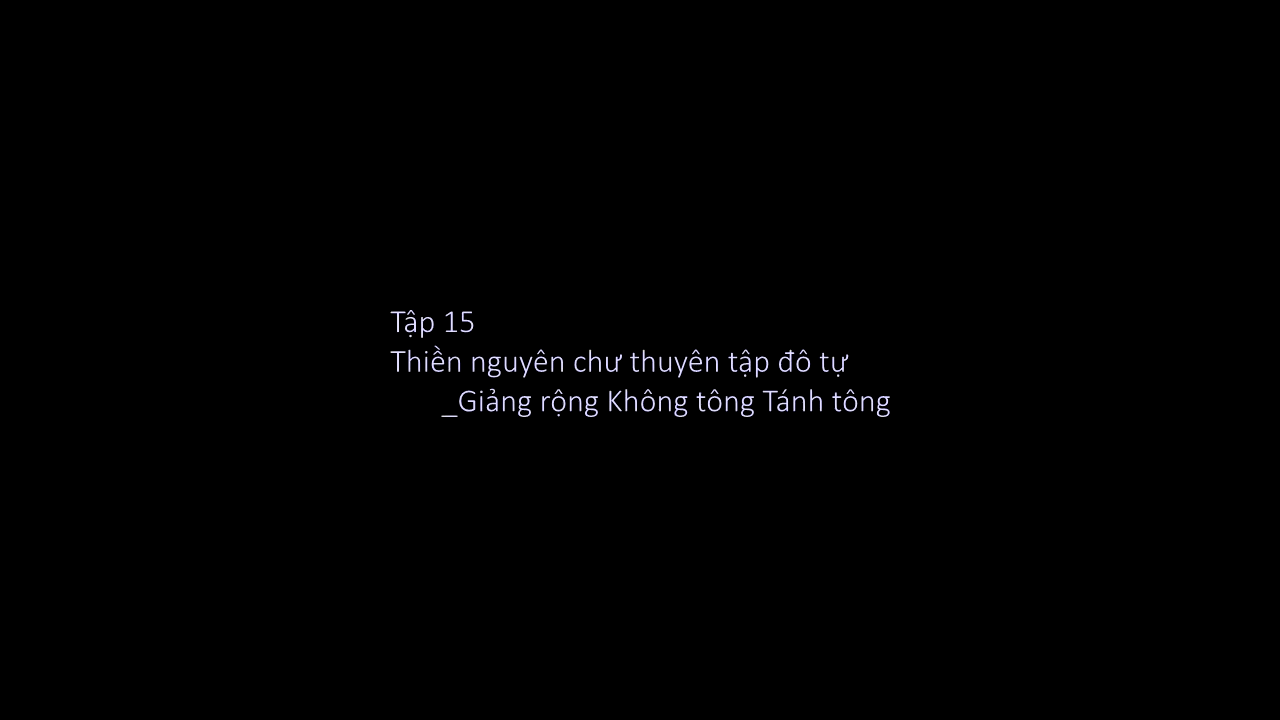 Tập 15
Thiền nguyên chư thuyên tập đô tự
_Giảng rộng Không tông Tánh tông